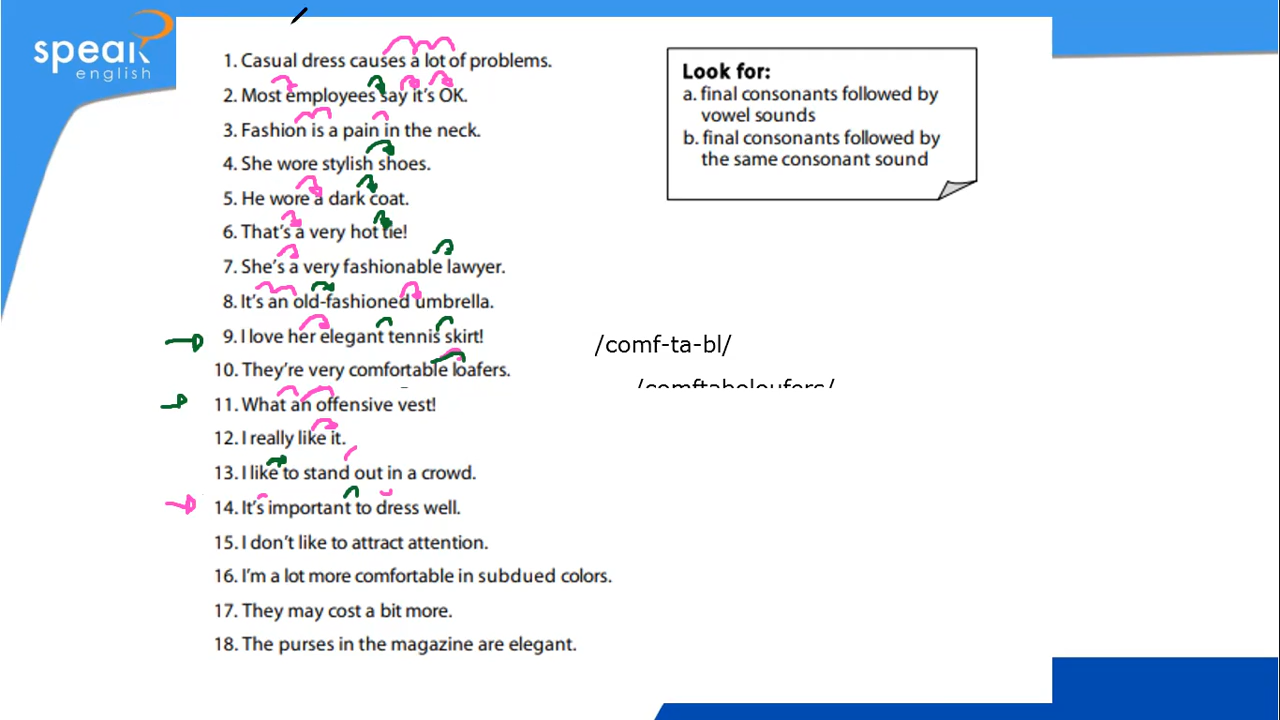 speak
english
1. Casual dress causes a lot of problems.
2. Most employees say it's OK.
3. Fashion is a pain in the neck.
4. She wore stylish shoes.
5. He wore a dark coat.
6. That's a very hot tie!
7. She's a very fashionable lawyer.
8. It's an old-fashioned umbrella.
9. I love her elegant tennis skirt!
10. They're very comfortable loafers.
11. What an offensive vest!
12. I really like it.
13. I like to stand out in a crowd.
14. It's important to dress well.
15. I don't like to attract attention.
16. I'm a lot more comfortable in subdued colors.
17. They may cost a bit more.
18. The purses in the magazine are elegant.
Look for:
a. final consonants followed by
vowel sounds
b. final consonants followed by
the same consonant sound
/comf-ta-bl/